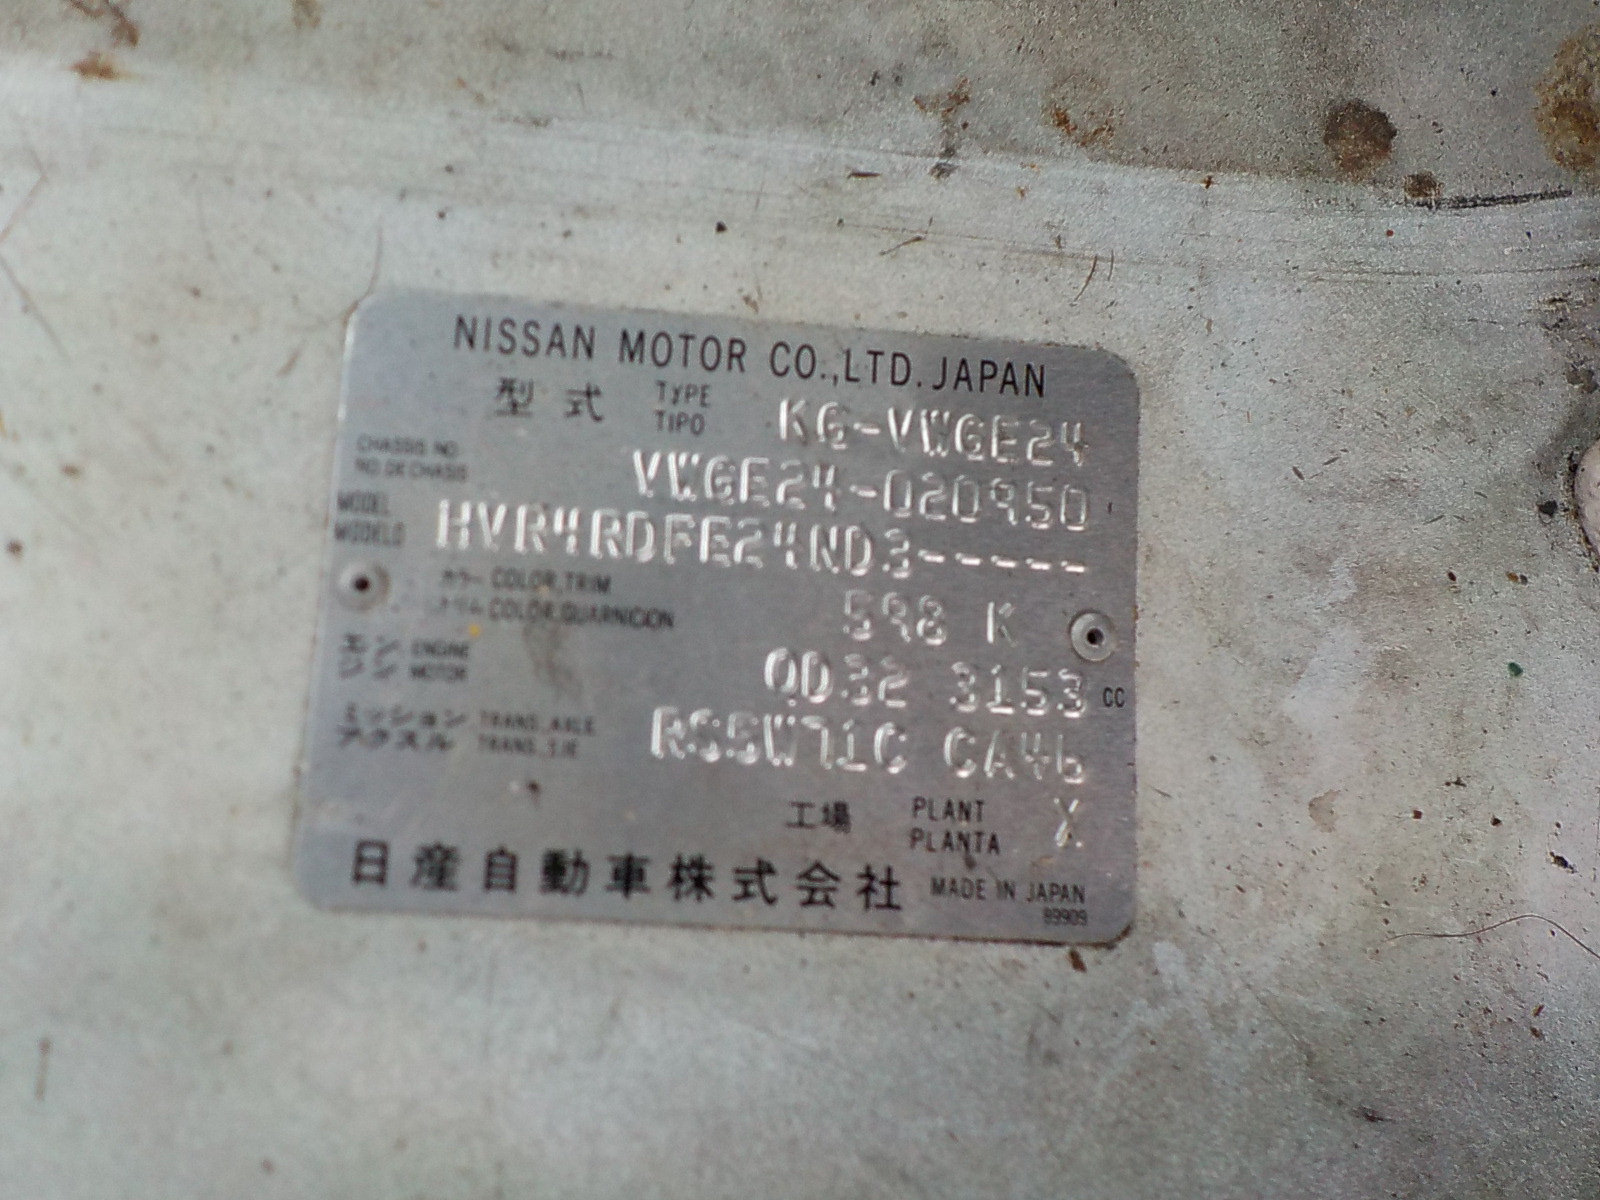 NISSAN MOTOR CO.,LTD. JAPAN
型式 TYPE TIPO KG-VWGE24
CHASSIS NO. NO. DE CHASIS VWGE24-020950
MODEL MODELO HVR4RDFE24ND3-----
カラー COLOR,TRIM
COLOR,GUARNICION 598 K
エンジン ENGINE MOTOR QD32 3153 CC
ミッション TRANS.,AXLE
アクスル TRANS.,EJE RS5W71C CA46
工場 PLANT PLANTA X
日産自動車株式会社 MADE IN JAPAN
89909